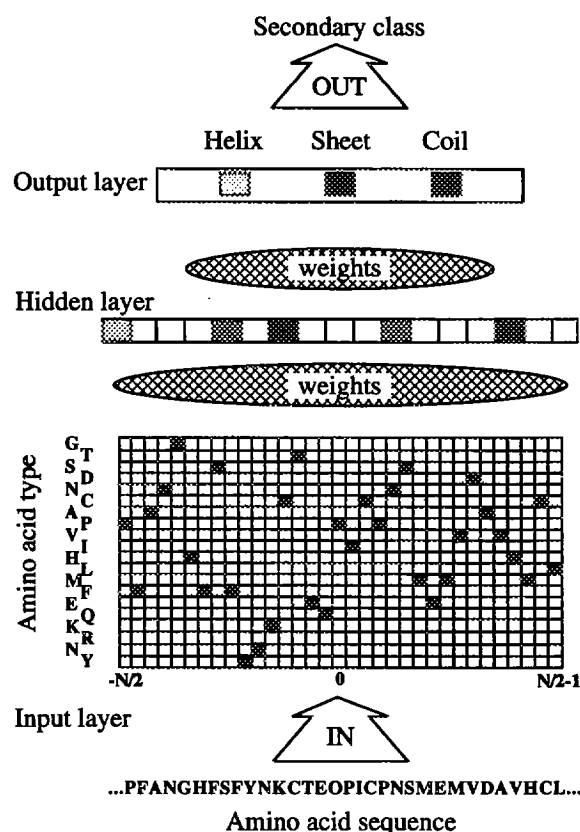 Secondary class
OUT
Helix Sheet Coil
Output layer
weights
Hidden layer
weights
Amino acid type
G
T
S
D
N
C
A
P
V
I
H
L
M
F
E
Q
K
R
N
Y
-N/2 0 N/2-1
Input layer
IN
...PFANGHFSFYNKCTEOPICPNSMEMVDAVHCL...
Amino acid sequence